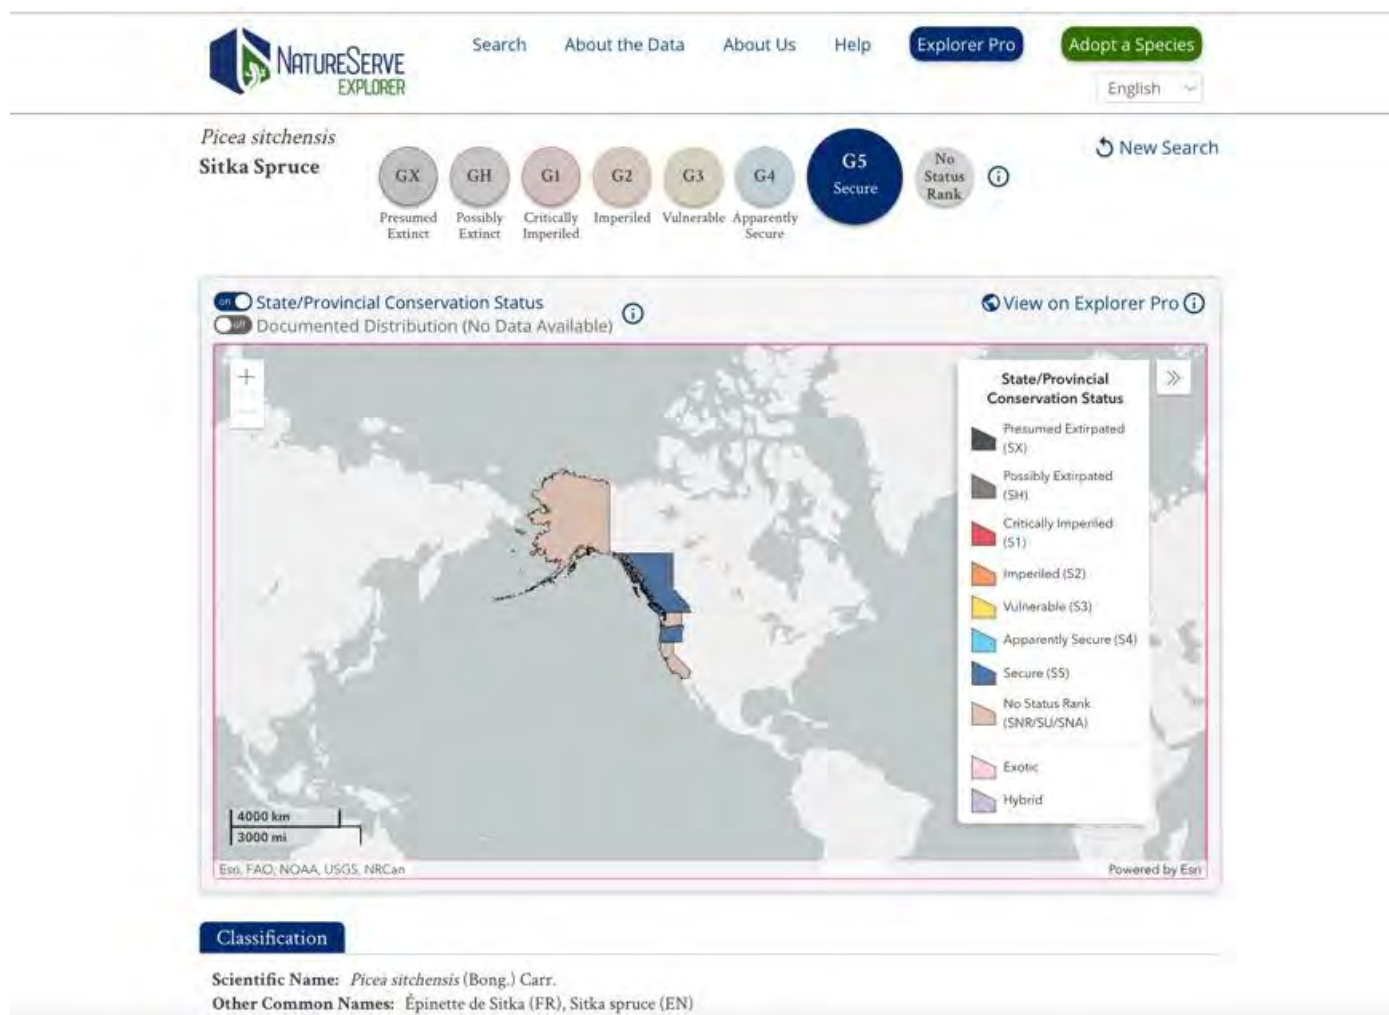 NATURESERVE
EXPLORER
Search About the Data About Us Help Explorer Pro Adopt a Species
English
Picea sitchensis
Sitka Spruce
GX
Presumed
Extinct
GH
Possibly
Extinct
G1
Critically
Imperiled
G2
Imperiled
G3
Vulnerable
G4
Apparently
Secure
G5
Secure
No
Status
Rank
New Search
on State/Provincial Conservation Status
off Documented Distribution (No Data Available)
View on Explorer Pro
State/Provincial
Conservation Status
Presumed Extirpated
(SX)
Possibly Extirpated
(SH)
Critically Imperiled
(S1)
Imperiled (S2)
Vulnerable (S3)
Apparently Secure (S4)
Secure (S5)
No Status Rank
(SNR/SU/SNA)
Exotic
Hybrid
4000 km
3000 mi
Esri, FAO, NOAA, USGS, NRCan
Powered by Esri
Classification
Scientific Name: Picea sitchensis (Bong.) Carr.
Other Common Names: Épinette de Sitka (FR), Sitka spruce (EN)